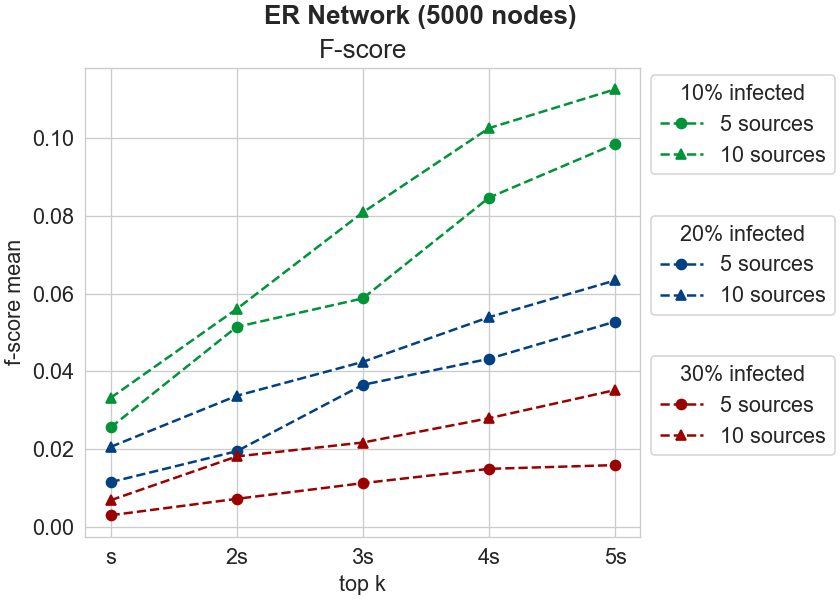 ER Network (5000 nodes)
F-score
f-score mean
0.10
0.08
0.06
0.04
0.02
0.00
s 2s 3s 4s 5s
top k
10% infected
5 sources
10 sources
20% infected
5 sources
10 sources
30% infected
5 sources
10 sources